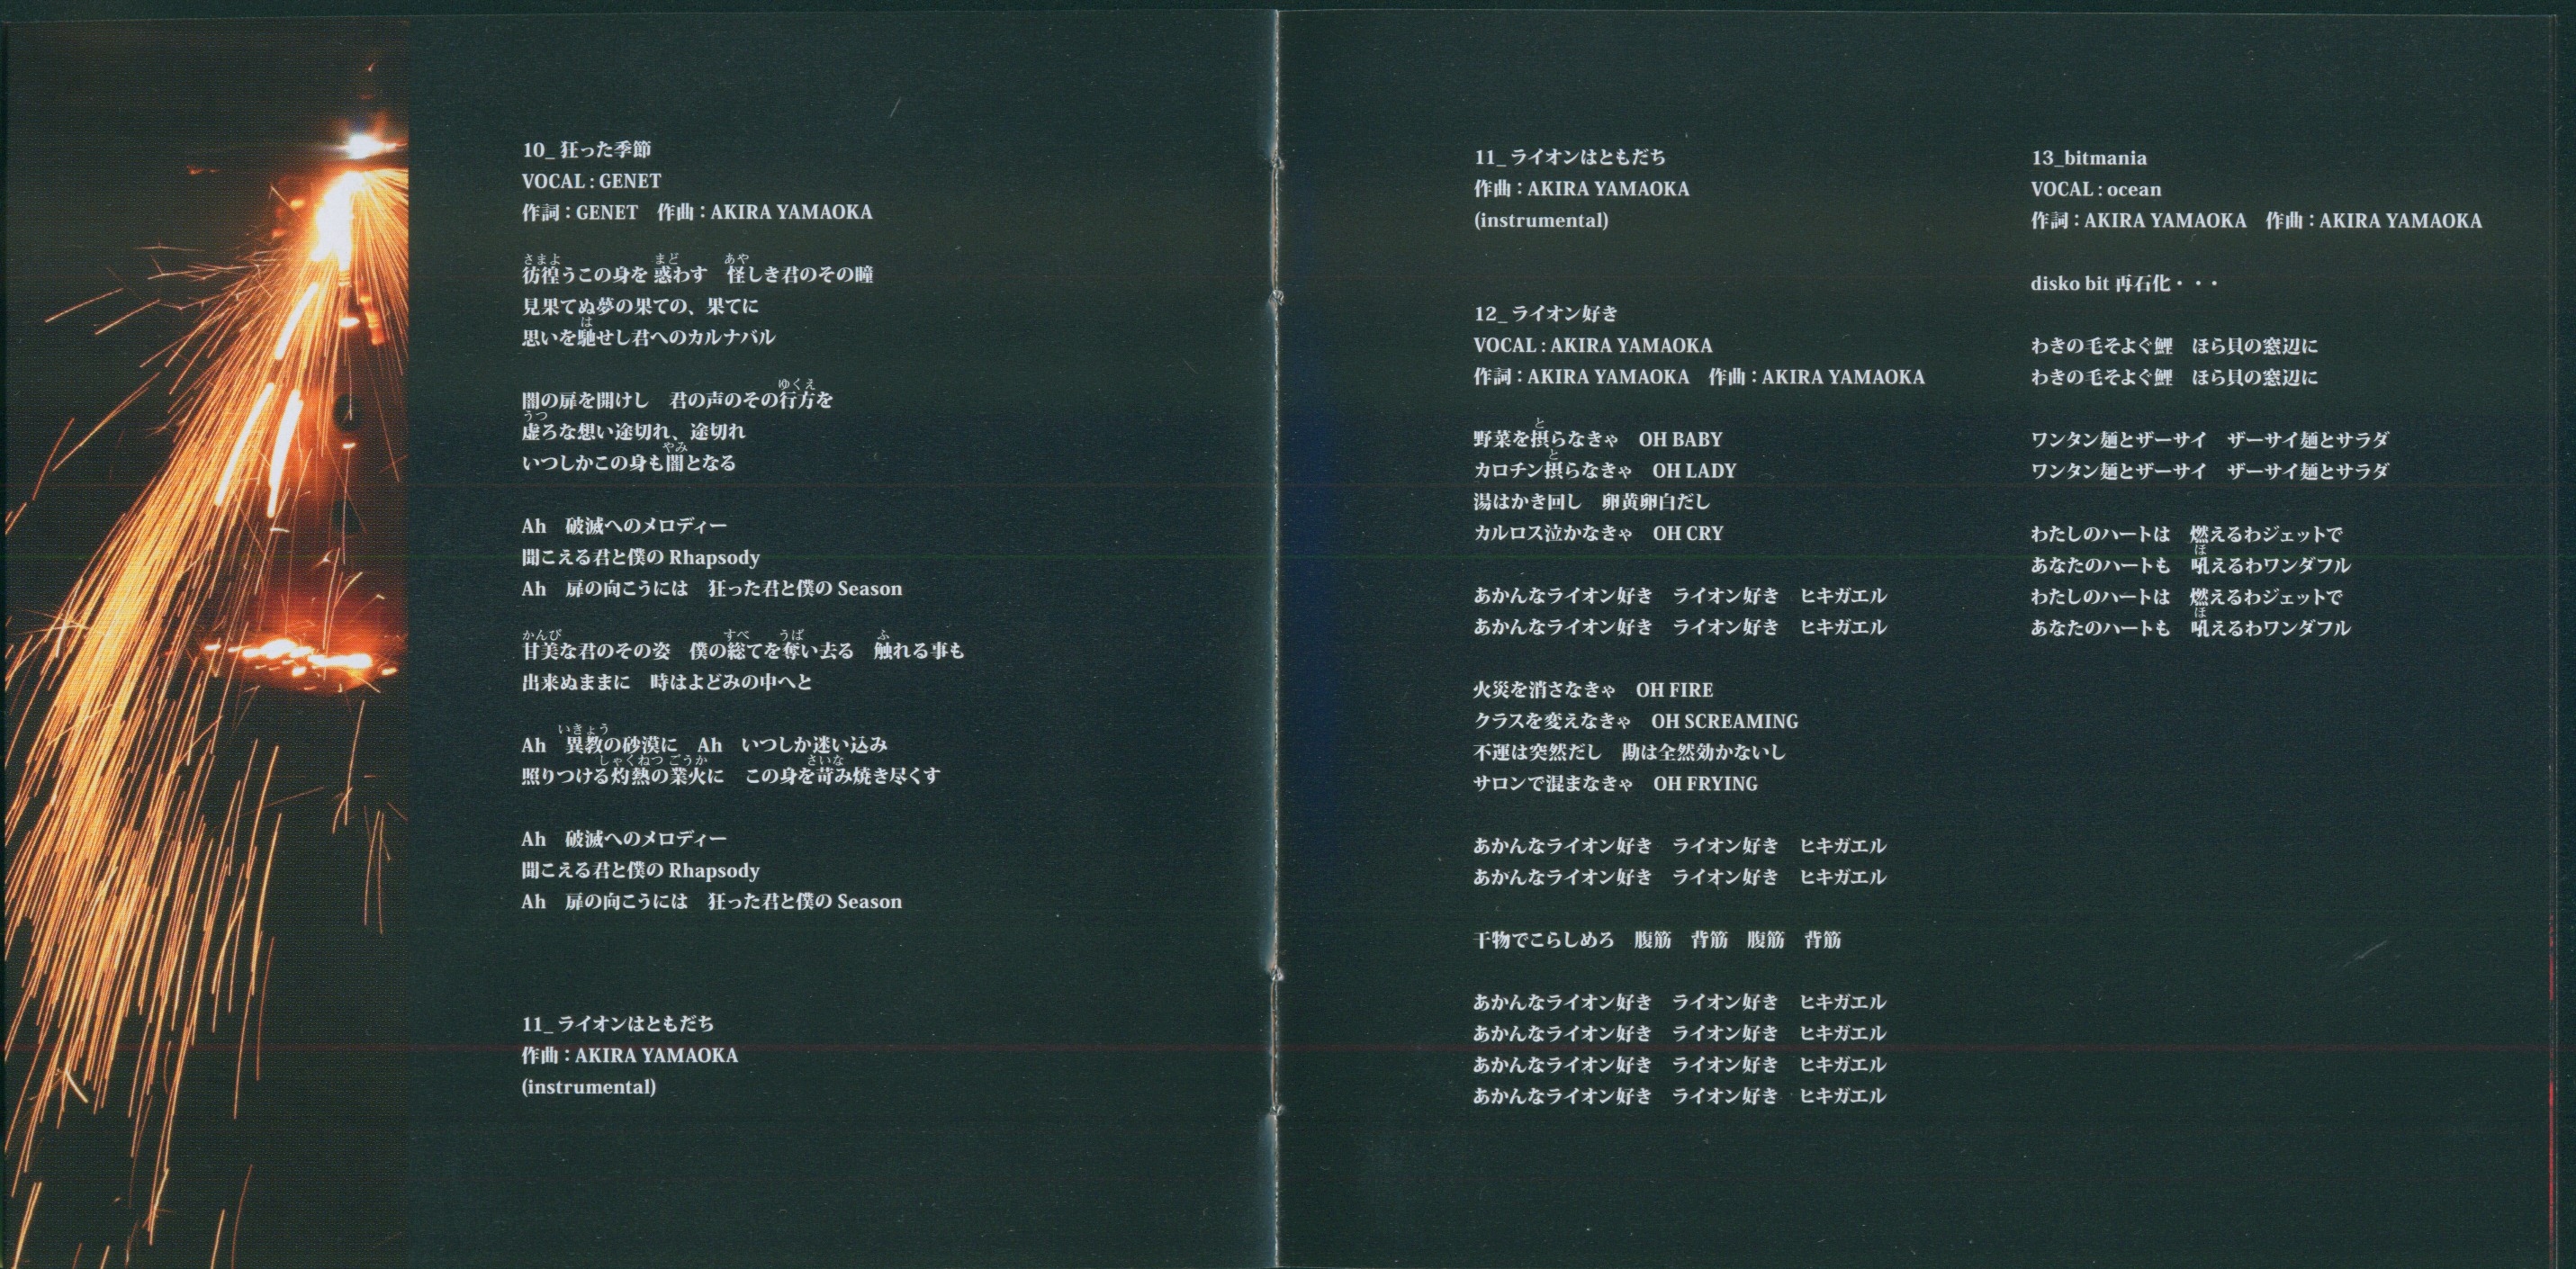 10_ 狂った季節
VOCAL : GENET
作詞：GENET　作曲：AKIRA YAMAOKA
さまよ　まど　あや
彷徨うこの身を 惑わす　怪しき君のその瞳
見果てぬ夢の果ての、果てに
は
思いを馳せし君へのカルナバル
ゆくえ
闇の扉を開けし　君の声のその行方を
うつ
虚ろな想い途切れ、途切れ
やみ
いつしかこの身も闇となる
Ah　破滅へのメロディー
聞こえる君と僕の Rhapsody
Ah　扉の向こうには　狂った君と僕の Season
かんび　すべ　うば　ふ
甘美な君のその姿　僕の総てを奪い去る　触れる事も
出来ぬままに　時はよどみの中へと
いきょう
Ah　異教の砂漠に　Ah　いつしか迷い込み
しゃくねつ ごうか　さいな
照りつける灼熱の業火に　この身を苛み焼き尽くす
Ah　破滅へのメロディー
聞こえる君と僕の Rhapsody
Ah　扉の向こうには　狂った君と僕の Season
11_ ライオンはともだち
作曲：AKIRA YAMAOKA
(instrumental)
11_ ライオンはともだち
作曲：AKIRA YAMAOKA
(instrumental)
12_ ライオン好き
VOCAL : AKIRA YAMAOKA
作詞：AKIRA YAMAOKA　作曲：AKIRA YAMAOKA
と
野菜を摂らなきゃ　OH BABY
と
カロチン摂らなきゃ　OH LADY
湯はかき回し　卵黄卵白だし
カルロス泣かなきゃ　OH CRY
あかんなライオン好き　ライオン好き　ヒキガエル
あかんなライオン好き　ライオン好き　ヒキガエル
火災を消さなきゃ　OH FIRE
クラスを変えなきゃ　OH SCREAMING
不運は突然だし　勘は全然効かないし
サロンで混まなきゃ　OH FRYING
あかんなライオン好き　ライオン好き　ヒキガエル
あかんなライオン好き　ライオン好き　ヒキガエル
干物でこらしめろ　腹筋　背筋　腹筋　背筋
あかんなライオン好き　ライオン好き　ヒキガエル
あかんなライオン好き　ライオン好き　ヒキガエル
あかんなライオン好き　ライオン好き　ヒキガエル
あかんなライオン好き　ライオン好き　ヒキガエル
13_bitmania
VOCAL : ocean
作詞：AKIRA YAMAOKA　作曲：AKIRA YAMAOKA
disko bit 再石化・・・
わきの毛そよぐ鯉　ほら貝の窓辺に
わきの毛そよぐ鯉　ほら貝の窓辺に
ワンタン麺とザーサイ　ザーサイ麺とサラダ
ワンタン麺とザーサイ　ザーサイ麺とサラダ
わたしのハートは　燃えるわジェットで
ほ
あなたのハートも　吼えるわワンダフル
わたしのハートは　燃えるわジェットで
ほ
あなたのハートも　吼えるわワンダフル